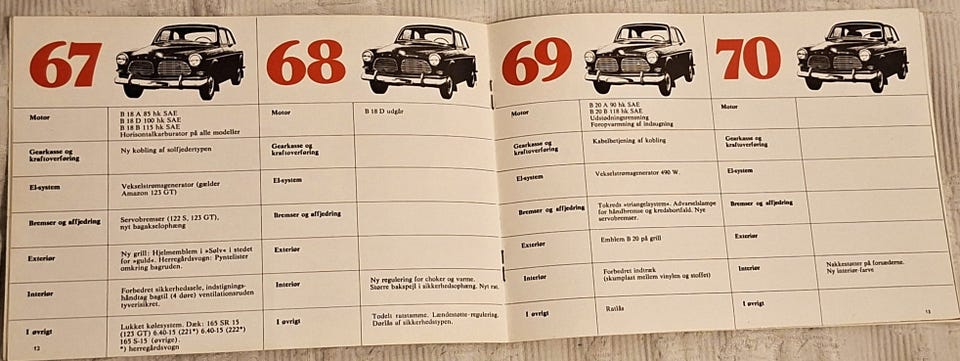 67
Motor
B 18 A 85 hk SAE
B 18 D 100 hk SAE
B 18 B 115 hk SAE
Horisontalkarburator på alle modeller
Gearkasse og
kraftoverføring
Ny kobling af solfjedertypen
El-system
Vekselstrømsgenerator (gælder
Amazon 123 GT)
Bremser og affjedring
Servobremser (122 S, 123 GT),
nyt bagakselophæng
Exteriør
Ny grill: Hjelmemblem i »Sølv« i stedet
for »guld«. Herregårdsvogn: Pyntelister
omkring bagruden.
Interiør
Forbedret sikkerhedssele, indstignings-
håndtag bagtil (4 døre) ventilationsruden
tyverisikret.
I øvrigt
Lukket kølesystem. Dæk: 165 SR 15
(123 GT) 6.40-15 (221*) 6.40-15 (222*)
165 S-15 (øvrige).
*) herregårdsvogn
12
68
Motor
B 18 D udgår
Gearkasse og
kraftoverføring
El-system
Bremser og affjedring
Exteriør
Interiør
Ny regulering for choker og varme.
Større bakspejl i sikkerhedsophæng. Nyt rat.
I øvrigt
Todelt ratstamme. Lændestøtte-regulering.
Dørlås af sikkerhedstypen.
69
Motor
B 20 A 90 hk SAE
B 20 B 118 hk SAE
Udstødningsrensning
Foropvarmning af indsugning
Gearkasse og
kraftoverføring
Kabelbetjening af kobling
El-system
Vekselstrømsgenerator 490 W.
Bremser og affjedring
Tokreds »triangelsystem«. Advarselslampe
for håndbremse og kredsbortfald. Nye
servobremser.
Exteriør
Emblem B 20 på grill
Interiør
Forbedret indtræk
(skumplast mellem vinylen og stoffet)
I øvrigt
Ratlås
70
Motor
Gearkasse og
kraftoverføring
El-system
Bremser og affjedring
Exteriør
Interiør
Nakkestøtter på forsæderne.
Ny interiør-farve
I øvrigt
13